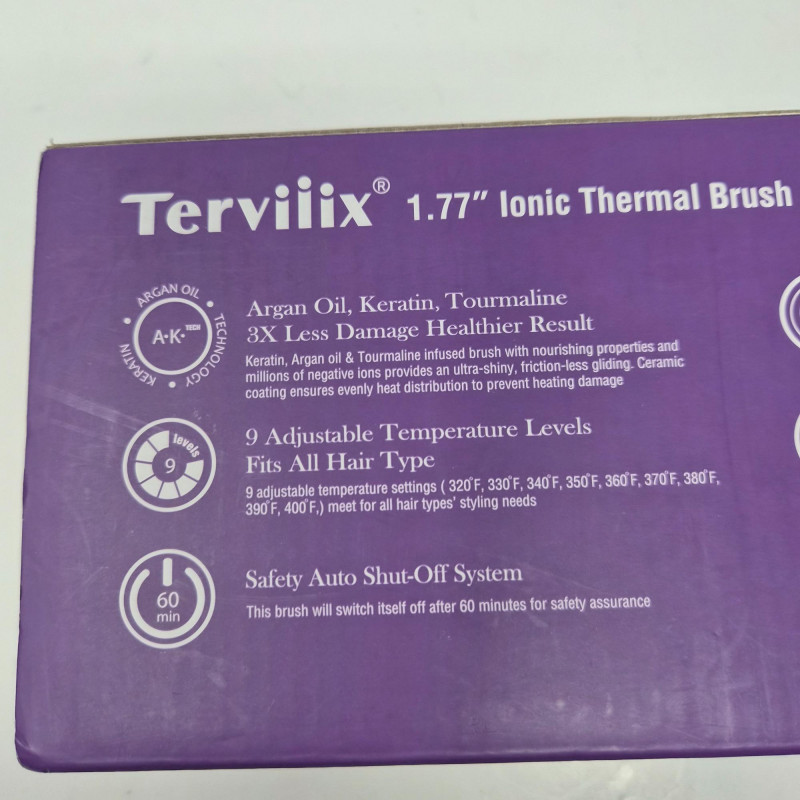 Tervilix® 1.77" Ionic Thermal Brush
ARGAN OIL • TECHNOLOGY • KERATIN •
A·K· TECH
Argan Oil, Keratin, Tourmaline
3X Less Damage Healthier Result
Keratin, Argan oil & Tourmaline infused brush with nourishing properties and
millions of negative ions provides an ultra-shiny, friction-less gliding. Ceramic
coating ensures evenly heat distribution to prevent heating damage
levels
9
9 Adjustable Temperature Levels
Fits All Hair Type
9 adjustable temperature settings ( 320°F, 330°F, 340°F, 350°F, 360°F, 370°F, 380°F,
390°F, 400°F,) meet for all hair types' styling needs
60
min
Safety Auto Shut-Off System
This brush will switch itself off after 60 minutes for safety assurance